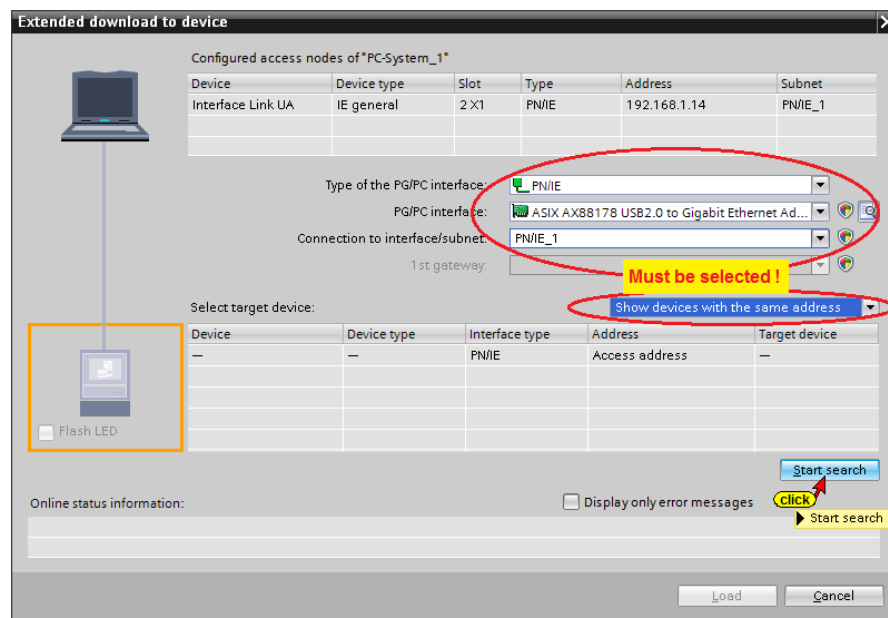 Extended download to device
Configured access nodes of "PC-System_1"
Device Device type Slot Type Address Subnet
Interface Link UA IE general 2 X1 PN/IE 192.168.1.14 PN/IE_1
Type of the PG/PC interface: PN/IE
PG/PC interface: ASIX AX88178 USB2.0 to Gigabit Ethernet Ad...
Connection to interface/subnet: PN/IE_1
1st gateway:
Must be selected !
Select target device: Show devices with the same address
Device Device type Interface type Address Target device
— — PN/IE Access address —
Flash LED
Start search
Online status information: Display only error messages click
Start search
Load Cancel